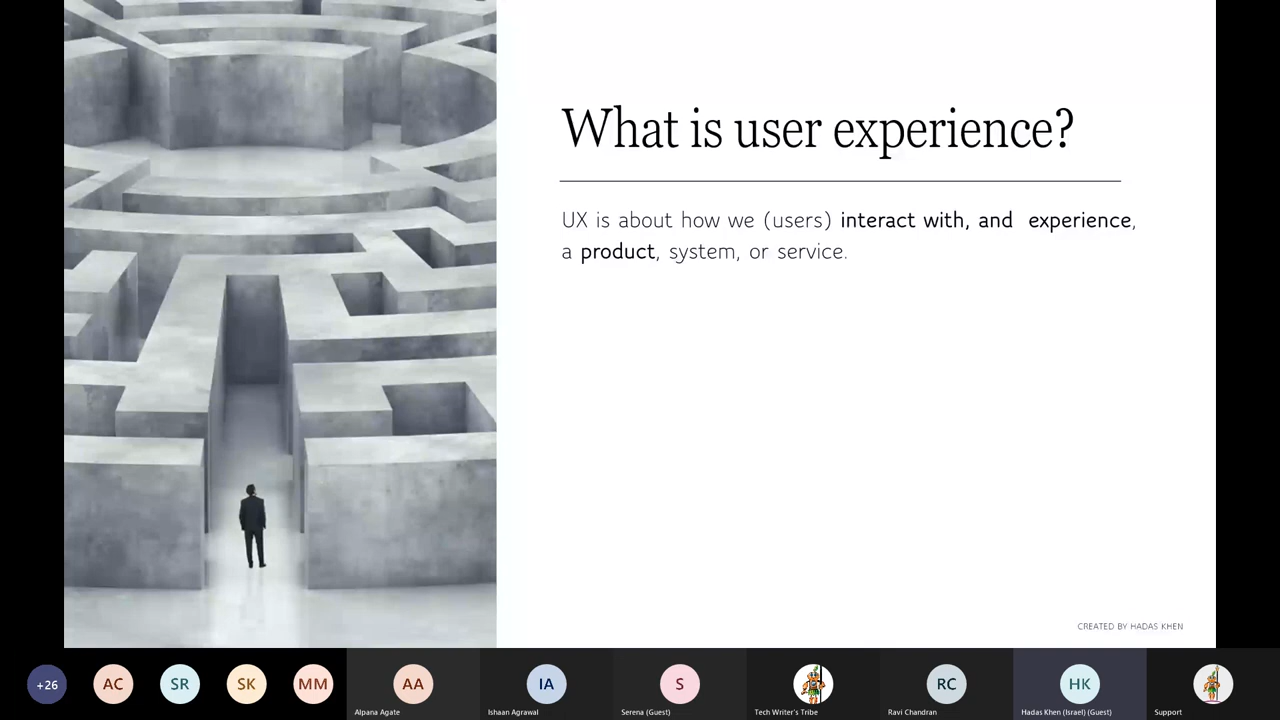 What is user experience?
UX is about how we (users) interact with, and experience,
a product, system, or service.
CREATED BY HADAS KHEN
+26
AC
SR
SK
MM
AA
IA
S
RC
HK
Alpana Agate
Ishaan Agrawal
Serena (Guest)
Tech Writer's Tribe
Ravi Chandran
Hadas Khen (Israel) (Guest)
Support